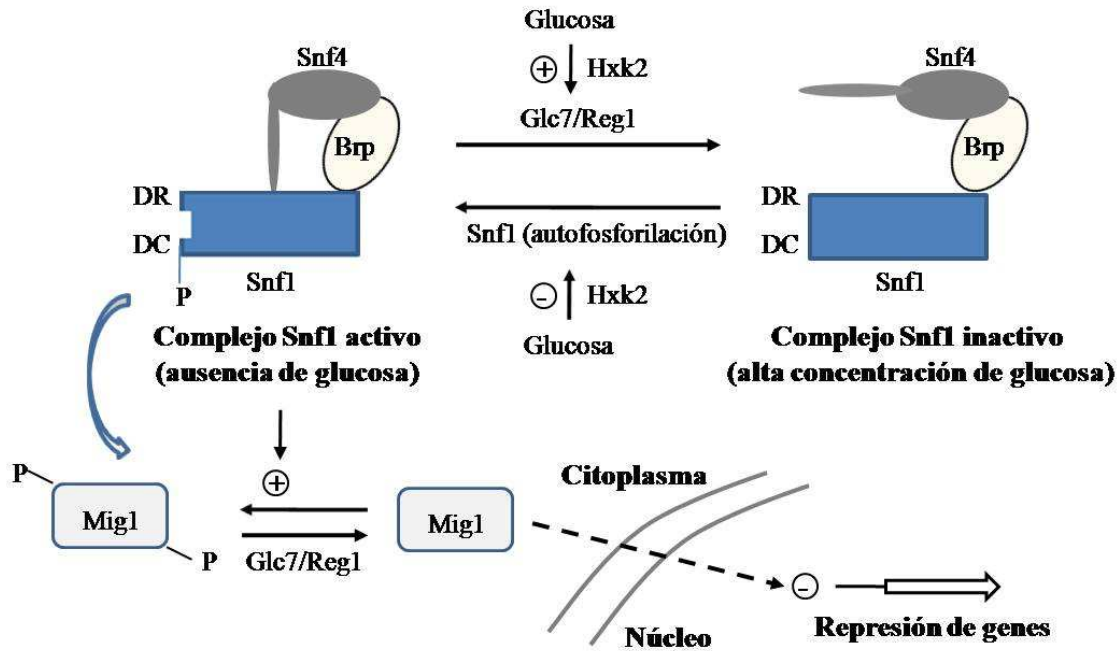 Glucosa
Snf4
+
Hxk2
Glc7/Reg1
Brp
DR
DC
P
Snf1
Snf1 (autofosforilación)
-
Hxk2
Glucosa
Snf4
Brp
DR
DC
Snf1
Complejo Snf1 activo
(ausencia de glucosa)
Complejo Snf1 inactivo
(alta concentración de glucosa)
P
Mig1
P
+
Glc7/Reg1
Mig1
Citoplasma
Núcleo
-
Represión de genes